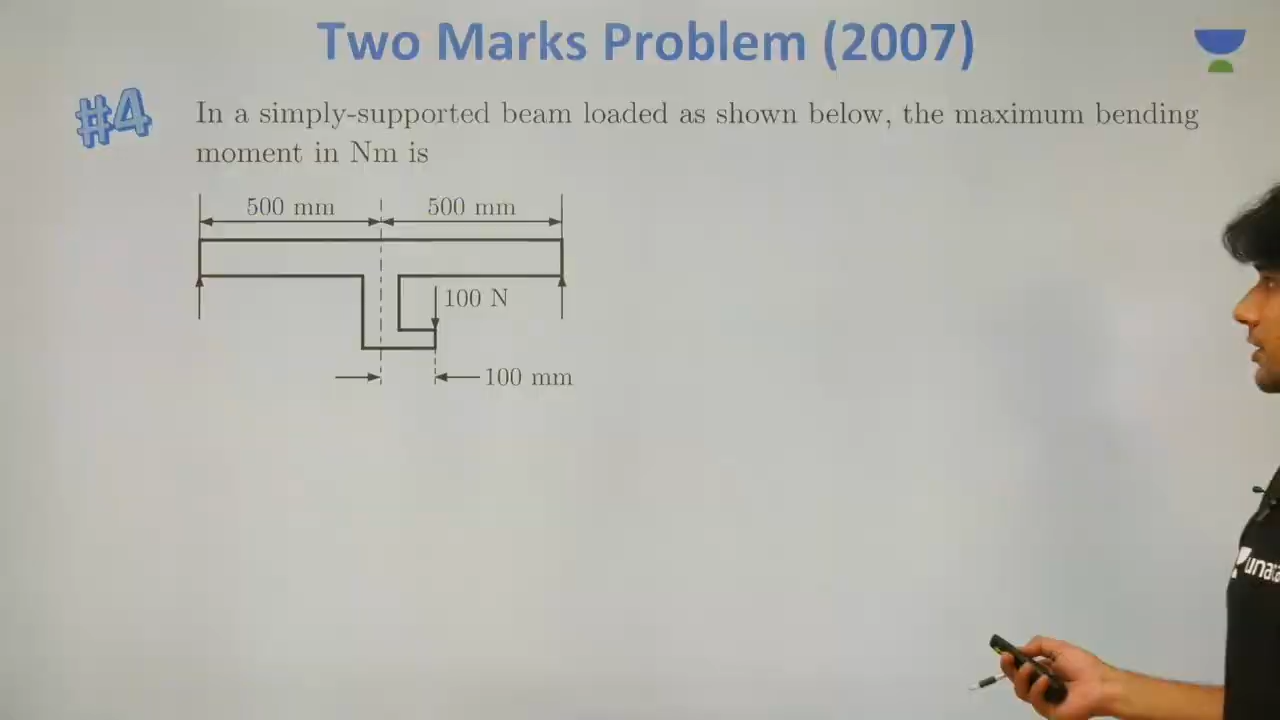 Two Marks Problem (2007)
#4
In a simply-supported beam loaded as shown below, the maximum bending
moment in Nm is
500 mm
500 mm
100 N
100 mm